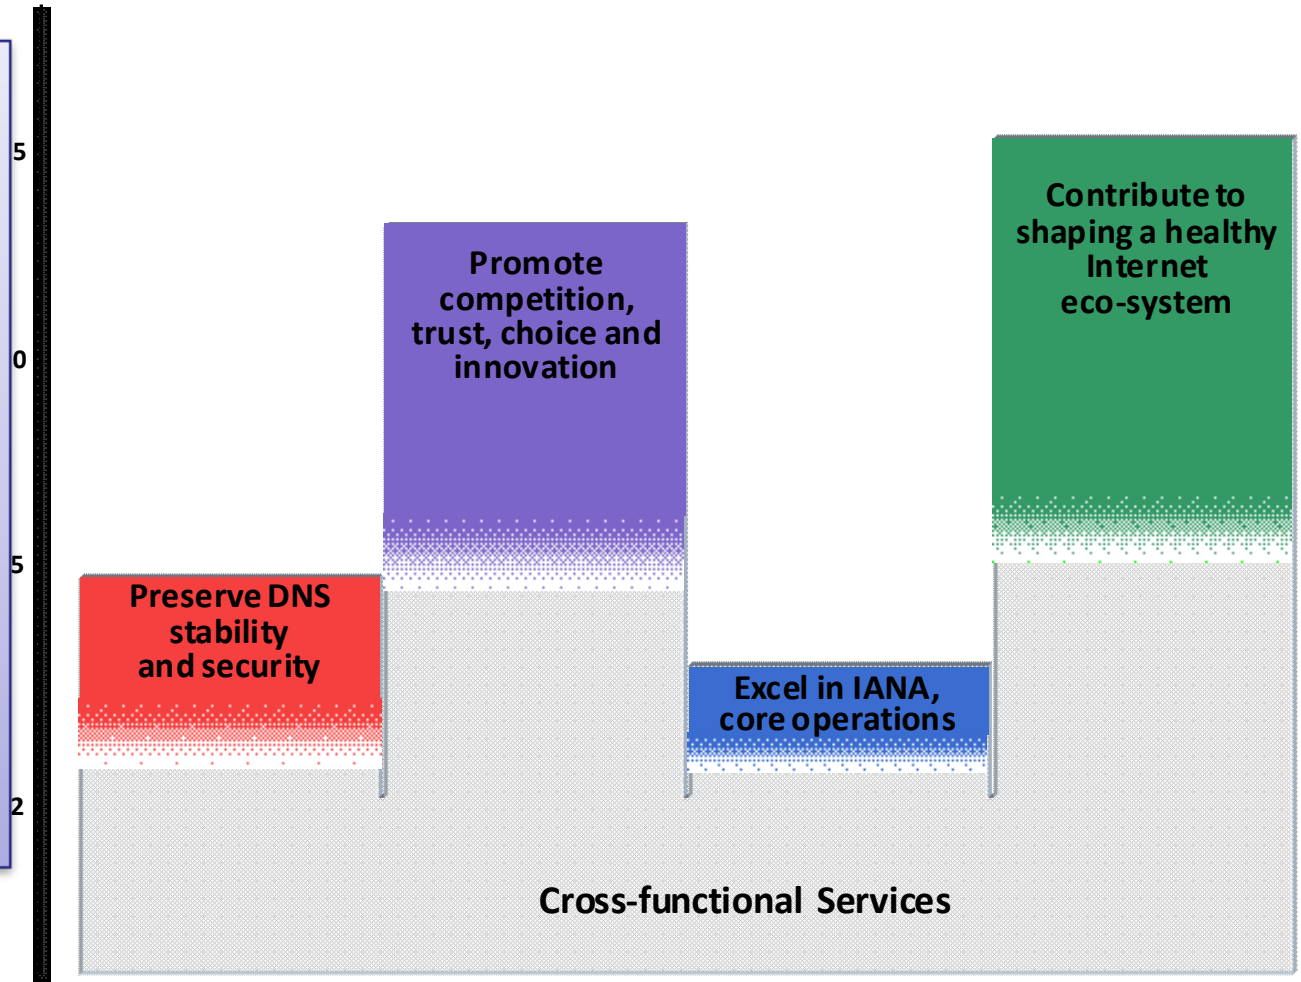 5
Contribute to
shaping a healthy
Internet
eco-system
Promote
competition,
trust, choice and
innovation
0
5
Preserve DNS
stability
and security
Excel in IANA,
core operations
2
Cross-functional Services